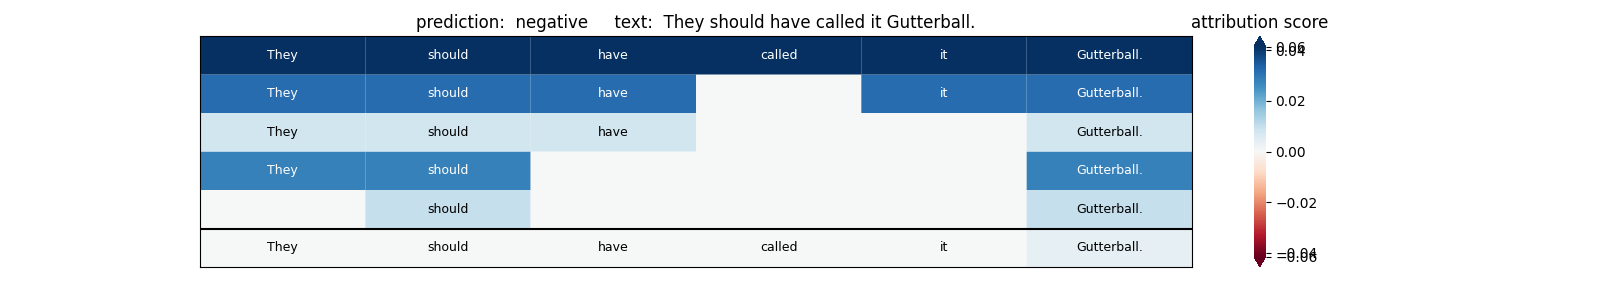 prediction:  negative     text:  They should have called it Gutterball.
attribution score
They should have called it Gutterball.
They should have it Gutterball.
They should have Gutterball.
They should Gutterball.
should Gutterball.
They should have called it Gutterball.
0.06
0.04
0.02
0.00
−0.02
−0.04
−0.06